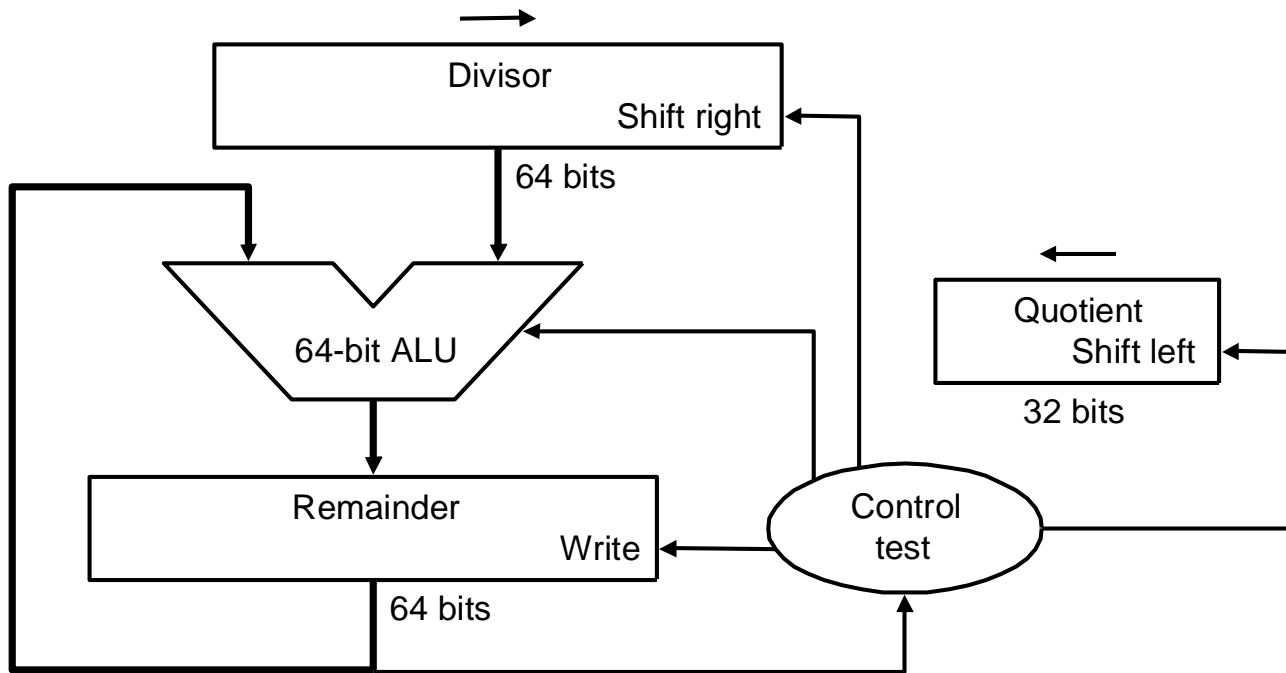 Divisor
Shift right
64 bits
64-bit ALU
Quotient
Shift left
32 bits
Remainder
Write
64 bits
Control
test